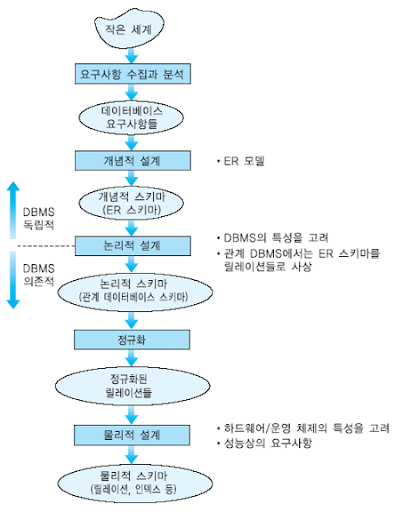 작은 세계
요구사항 수집과 분석
데이터베이스
요구사항들
개념적 설계
• ER 모델
개념적 스키마
(ER 스키마)
DBMS
독립적
논리적 설계
• DBMS의 특성을 고려
• 관계 DBMS에서는 ER 스키마를
릴레이션들로 사상
DBMS
의존적
논리적 스키마
(관계 데이터베이스 스키마)
정규화
정규화된
릴레이션들
물리적 설계
• 하드웨어/운영 체제의 특성을 고려
• 성능상의 요구사항
물리적 스키마
(릴레이션, 인덱스 등)